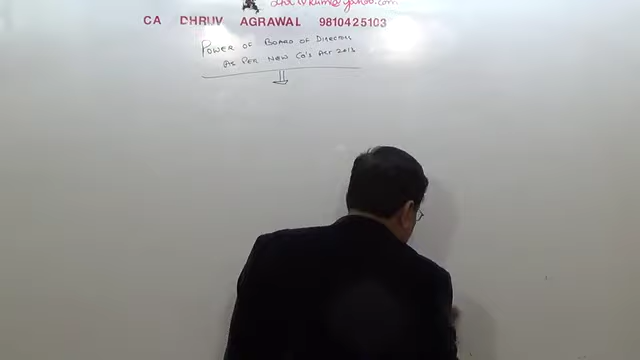 CA DHRUV AGRAWAL 9810425103
POWER OF BOARD OF DIRECTORS
AS PER NEW CO'S ACT 2013